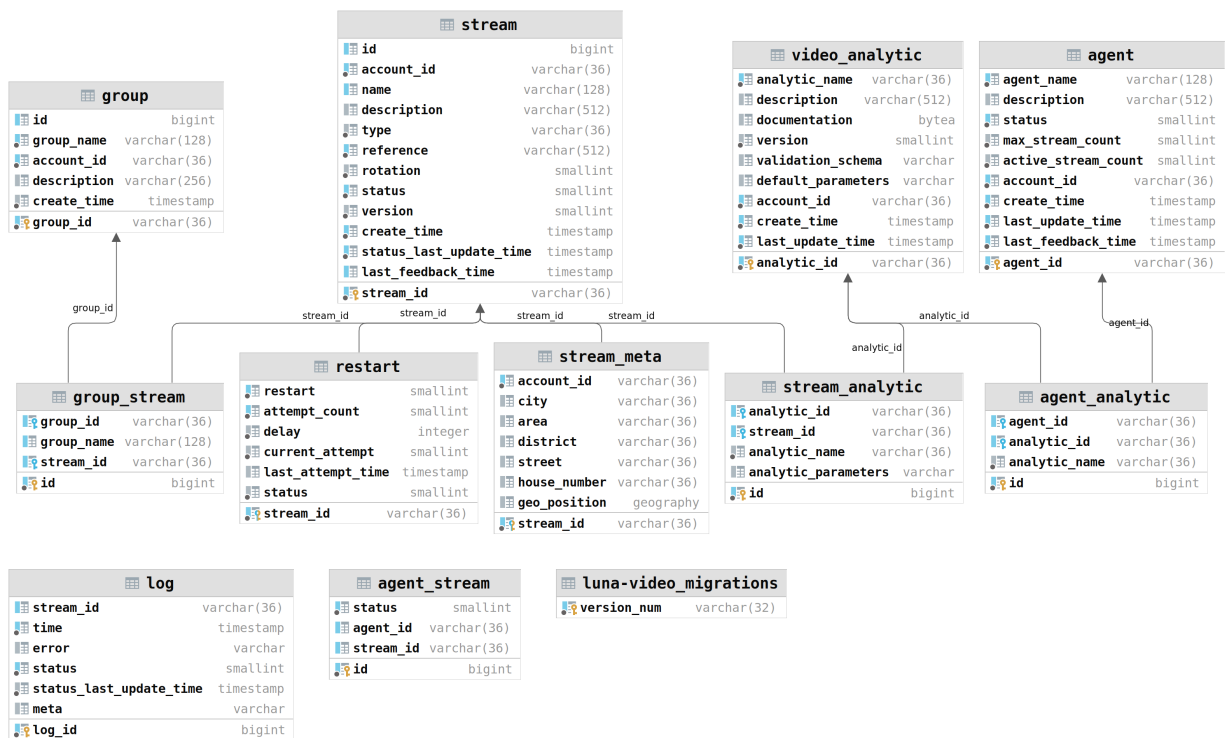 stream
id bigint
account_id varchar(36)
name varchar(128)
description varchar(512)
type varchar(36)
reference varchar(512)
rotation smallint
status smallint
version smallint
create_time timestamp
status_last_update_time timestamp
last_feedback_time timestamp
stream_id varchar(36)
video_analytic
analytic_name varchar(36)
description varchar(512)
documentation bytea
version smallint
validation_schema varchar
default_parameters varchar
account_id varchar(36)
create_time timestamp
last_update_time timestamp
analytic_id varchar(36)
agent
agent_name varchar(128)
description varchar(512)
status smallint
max_stream_count smallint
active_stream_count smallint
account_id varchar(36)
create_time timestamp
last_update_time timestamp
last_feedback_time timestamp
agent_id varchar(36)
group
id bigint
group_name varchar(128)
account_id varchar(36)
description varchar(256)
create_time timestamp
group_id varchar(36)
group_id
stream_id
stream_id
stream_id
stream_id
analytic_id
analytic_id
agent_id
group_stream
group_id varchar(36)
group_name varchar(128)
stream_id varchar(36)
id bigint
restart
restart smallint
attempt_count smallint
delay integer
current_attempt smallint
last_attempt_time timestamp
status smallint
stream_id varchar(36)
stream_meta
account_id varchar(36)
city varchar(36)
area varchar(36)
district varchar(36)
street varchar(36)
house_number varchar(36)
geo_position geography
stream_id varchar(36)
stream_analytic
analytic_id varchar(36)
stream_id varchar(36)
analytic_name varchar(36)
analytic_parameters varchar
id bigint
agent_analytic
agent_id varchar(36)
analytic_id varchar(36)
analytic_name varchar(36)
id bigint
log
stream_id varchar(36)
time timestamp
error varchar
status smallint
status_last_update_time timestamp
meta varchar
log_id bigint
agent_stream
status smallint
agent_id varchar(36)
stream_id varchar(36)
id bigint
luna-video_migrations
version_num varchar(32)